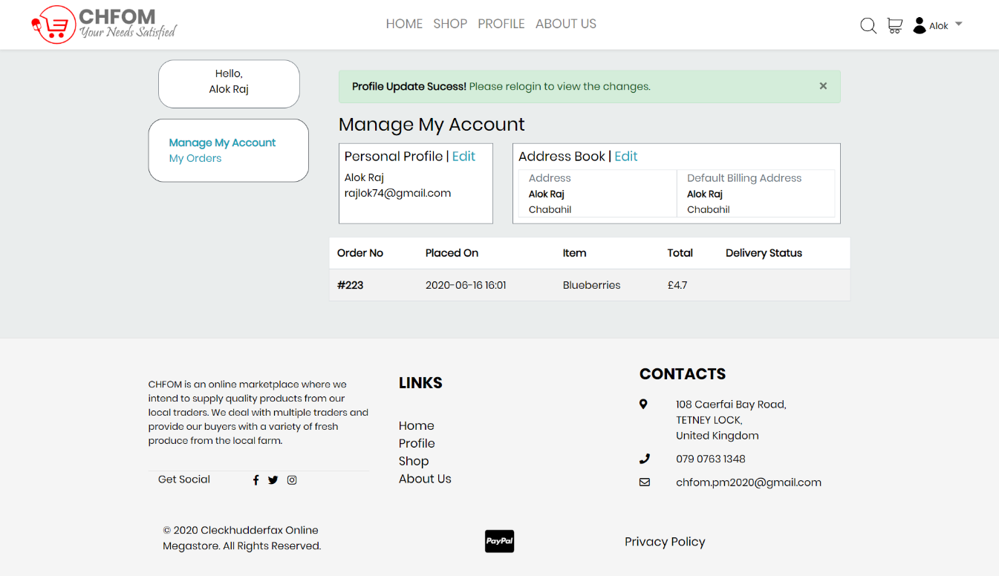 CHFOM
Your Needs Satisfied
HOME SHOP PROFILE ABOUT US
Alok
Hello,
Alok Raj
Manage My Account
My Orders
Profile Update Sucess! Please relogin to view the changes. ×
Manage My Account
Personal Profile | Edit
Alok Raj
rajlok74@gmail.com
Address Book | Edit
Address
Alok Raj
Chabahil
Default Billing Address
Alok Raj
Chabahil
Order No Placed On Item Total Delivery Status
#223 2020-06-16 16:01 Blueberries £4.7
CHFOM is an online marketplace where we
intend to supply quality products from our
local traders. We deal with multiple traders and
provide our buyers with a variety of fresh
produce from the local farm.
Get Social
LINKS
Home
Profile
Shop
About Us
CONTACTS
108 Caerfai Bay Road,
TETNEY LOCK,
United Kingdom
079 0763 1348
chfom.pm2020@gmail.com
© 2020 Cleckhudderfax Online
Megastore. All Rights Reserved.
PayPal
Privacy Policy